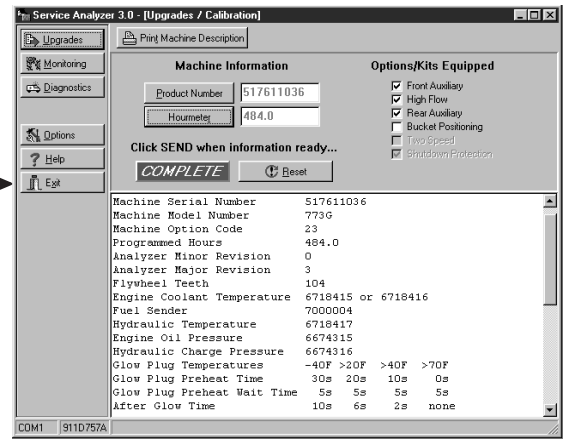 Service Analyzer 3.0 - [Upgrades / Calibration]
Upgrades
Print Machine Description
Monitoring
Diagnostics
Options
Help
Exit
Machine Information
Product Number 517611036
Hourmeter 484.0
Options/Kits Equipped
Front Auxiliary
High Flow
Rear Auxiliary
Bucket Positioning
Two Speed
Shutdown Protection
Click SEND when information ready...
COMPLETE Reset
Machine Serial Number 517611036
Machine Model Number 773G
Machine Option Code 23
Programmed Hours 484.0
Analyzer Minor Revision 0
Analyzer Major Revision 3
Flywheel Teeth 104
Engine Coolant Temperature 6718415 or 6718416
Fuel Sender 7000004
Hydraulic Temperature 6718417
Engine Oil Pressure 6674315
Hydraulic Charge Pressure 6674316
Glow Plug Temperatures -40F >20F >40F >70F
Glow Plug Preheat Time 30s 20s 10s 0s
Glow Plug Preheat Wait Time 5s 5s 5s 5s
After Glow Time 10s 6s 2s none
COM1 911D757A